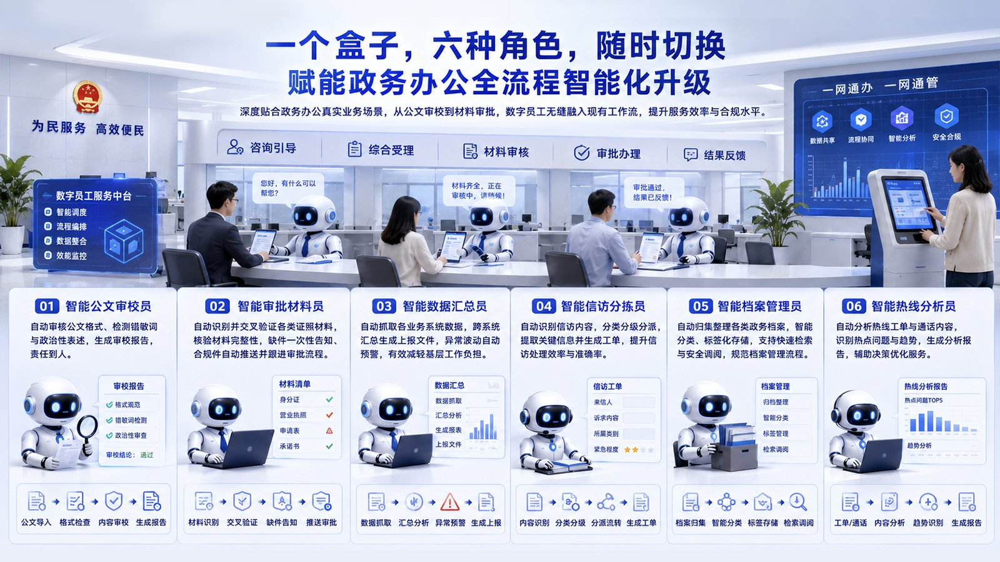 一个盒子，六种角色，随时切换
赋能政务办公全流程智能化升级
深度贴合政务办公真实业务场景，从公文审校到材料审批，数字员工无缝融入现有工作流，提升服务效率与合规水平。
为民服务 高效便民
咨询引导
综合受理
材料审核
审批办理
结果反馈
一网通办 一网通管
数据共享
流程协同
智能分析
安全合规
数字员工服务中台
智能调度
流程编排
数据整合
效能监控
您好，有什么可以
帮您？
材料齐全，正在
审核中，请稍候！
审批通过，
结果已反馈！
01 智能公文审校员
自动审核公文格式、检测错敏词
与政治性表述，生成审校报告，
责任到人。
审校报告
格式规范
错敏词检测
政治性审查
审校结论：通过
公文导入
格式检查
内容审校
生成报告
02 智能审批材料员
自动识别并交叉验证各类证照材料，
核验材料完整性，缺件一次性告知、
合规件自动推送并跟进审批流程。
材料清单
身分证
营业执照
申请表
承诺书
材料识别
交叉验证
缺件告知
推送审批
03 智能数据汇总员
自动抓取各业务系统数据，跨系统
汇总生成上报文件，异常波动自动
预警，有效减轻基层工作负担。
数据汇总
数据抓取
汇总分析
生成报表
上报文件
数据抓取
汇总分析
异常预警
生成上报
04 智能信访分拣员
自动识别信访内容，分类分级分派，
提取关键信息并生成工单，提升信
访处理效率与准确率。
信访工单
来信人
诉求内容
所属类别
紧急程度
内容识别
分类分级
分派流转
生成工单
05 智能档案管理员
自动归集整理各类政务档案，智能
分类、标签化存储，支持快速检索
与安全调阅，规范档案管理流程。
档案管理
归档整理
智能分类
标签管理
检索调阅
档案归集
智能分类
标签存储
检索调阅
06 智能热线分析员
自动分析热线工单与通话内容，
识别热点问题与趋势，生成分析报
告，辅助决策优化服务。
热线分析报告
热点问题TOP5
趋势分析
工单/通话
内容分析
趋势识别
生成报告